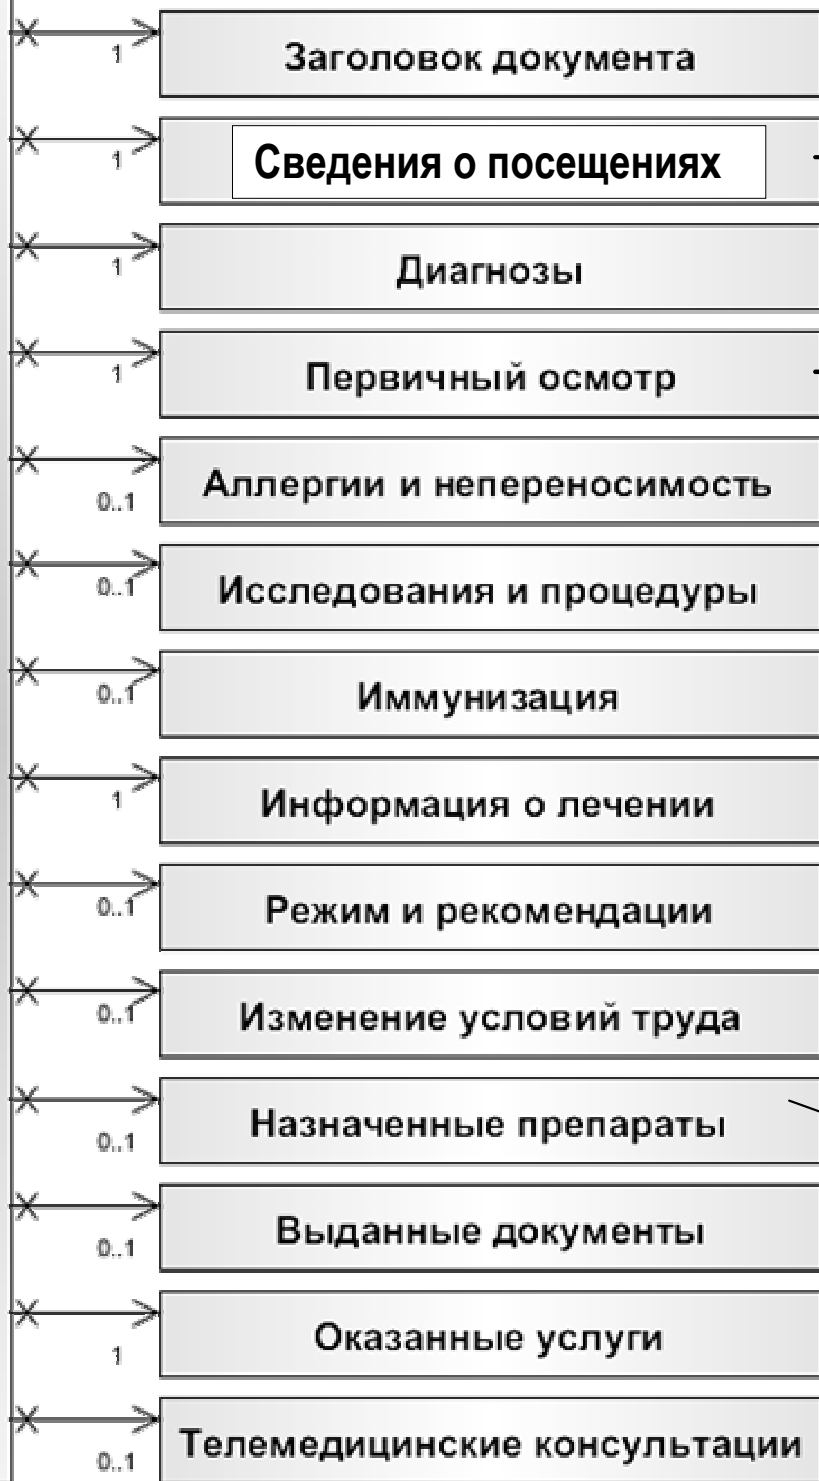 1 Заголовок документа
1 Сведения о посещениях
1 Диагнозы
1 Первичный осмотр
0..1 Аллергии и непереносимость
0..1 Исследования и процедуры
0..1 Иммунизация
1 Информация о лечении
0..1 Режим и рекомендации
0..1 Изменение условий труда
0..1 Назначенные препараты
0..1 Выданные документы
1 Оказанные услуги
0..1 Телемедицинские консультации